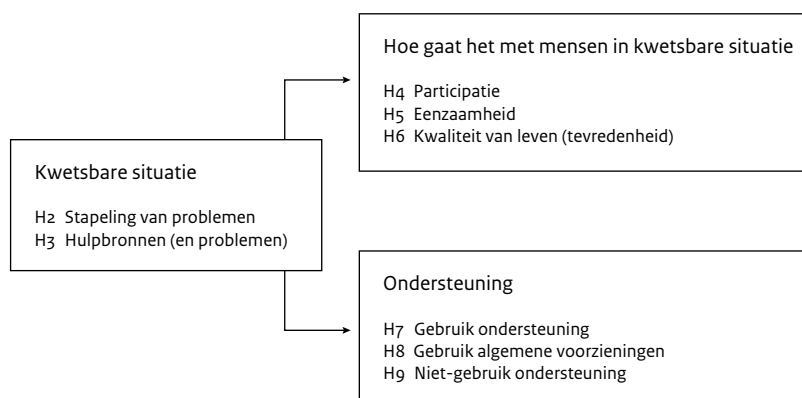 Hoe gaat het met mensen in kwetsbare situatie
H4 Participatie
H5 Eenzaamheid
H6 Kwaliteit van leven (tevredenheid)
Kwetsbare situatie
H2 Stapeling van problemen
H3 Hulpbronnen (en problemen)
Ondersteuning
H7 Gebruik ondersteuning
H8 Gebruik algemene voorzieningen
H9 Niet-gebruik ondersteuning